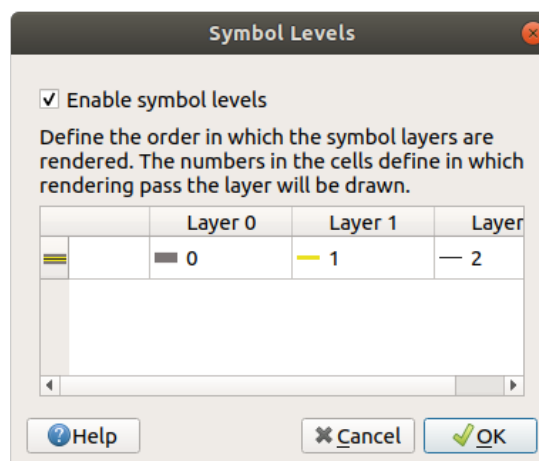 Symbol Levels
Enable symbol levels
Define the order in which the symbol layers are
rendered. The numbers in the cells define in which
rendering pass the layer will be drawn.
Layer 0 Layer 1 Layer
0 1 2
Help Cancel OK